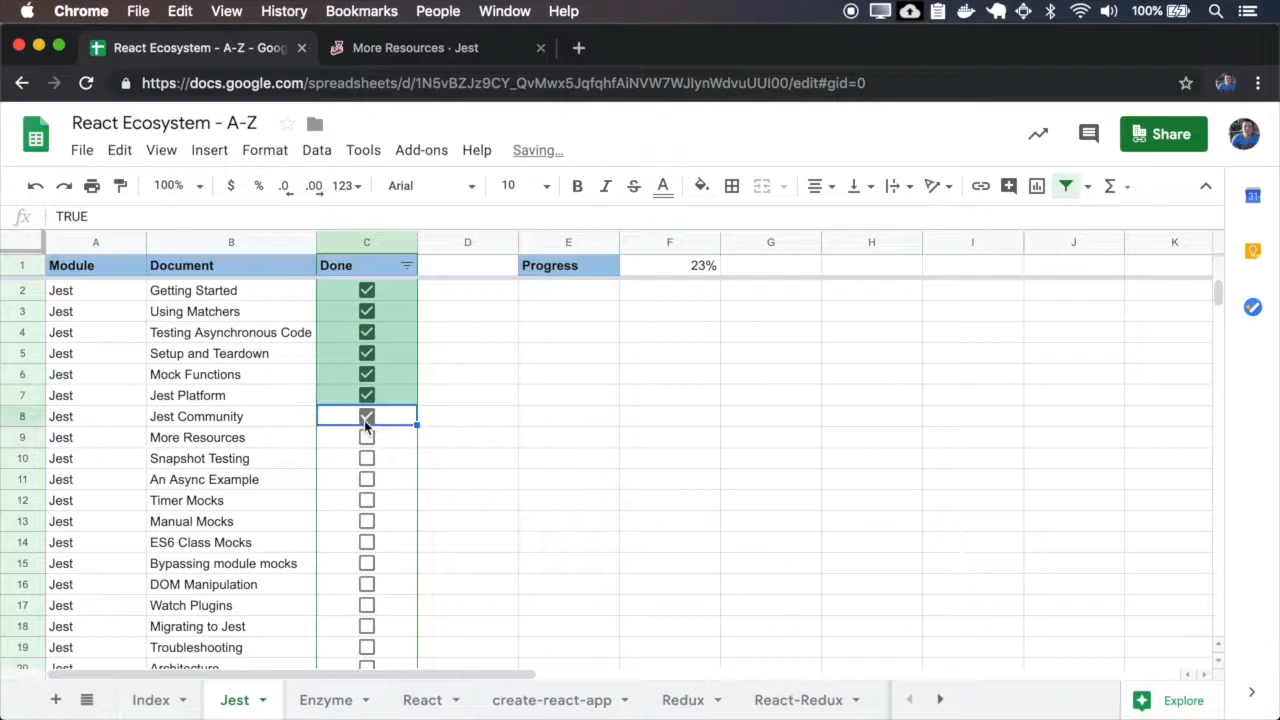 Chrome File Edit View History Bookmarks People Window Help 100%
React Ecosystem - A-Z - Goog More Resources · Jest
https://docs.google.com/spreadsheets/d/1N5vBZJz9CY_QvMwx5JqfqhfAiNVW7WJIynWdvuUUI00/edit#gid=0
React Ecosystem - A-Z
File Edit View Insert Format Data Tools Add-ons Help Saving... Share
100% $ % .0 .00 123 Arial 10 B I S A Σ 31
fx TRUE
A B C D E F G H I J K
1 Module Document Done Progress 23%
2 Jest Getting Started
3 Jest Using Matchers
4 Jest Testing Asynchronous Code
5 Jest Setup and Teardown
6 Jest Mock Functions
7 Jest Jest Platform
8 Jest Jest Community
9 Jest More Resources
10 Jest Snapshot Testing
11 Jest An Async Example
12 Jest Timer Mocks
13 Jest Manual Mocks
14 Jest ES6 Class Mocks
15 Jest Bypassing module mocks
16 Jest DOM Manipulation
17 Jest Watch Plugins
18 Jest Migrating to Jest
19 Jest Troubleshooting
20 Jest Architecture
Index Jest Enzyme React create-react-app Redux React-Redux Explore